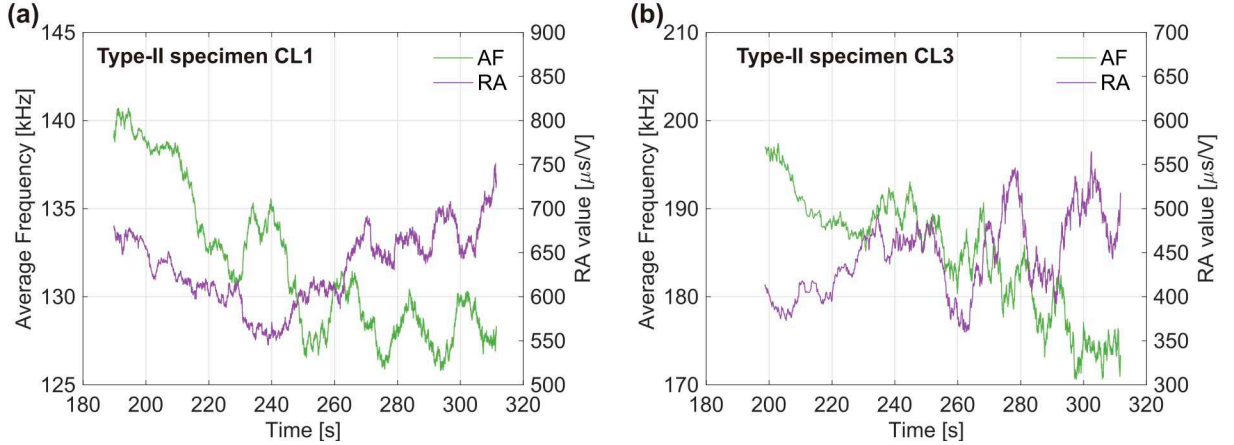 (a)
Type-II specimen CL1
AF
RA
Average Frequency [kHz]
145
140
135
130
125
RA value [μs/V]
900
850
800
750
700
650
600
550
500
180 200 220 240 260 280 300 320
Time [s]
(b)
Type-II specimen CL3
AF
RA
Average Frequency [kHz]
210
200
190
180
170
RA value [μs/V]
700
650
600
550
500
450
400
350
300
180 200 220 240 260 280 300 320
Time [s]